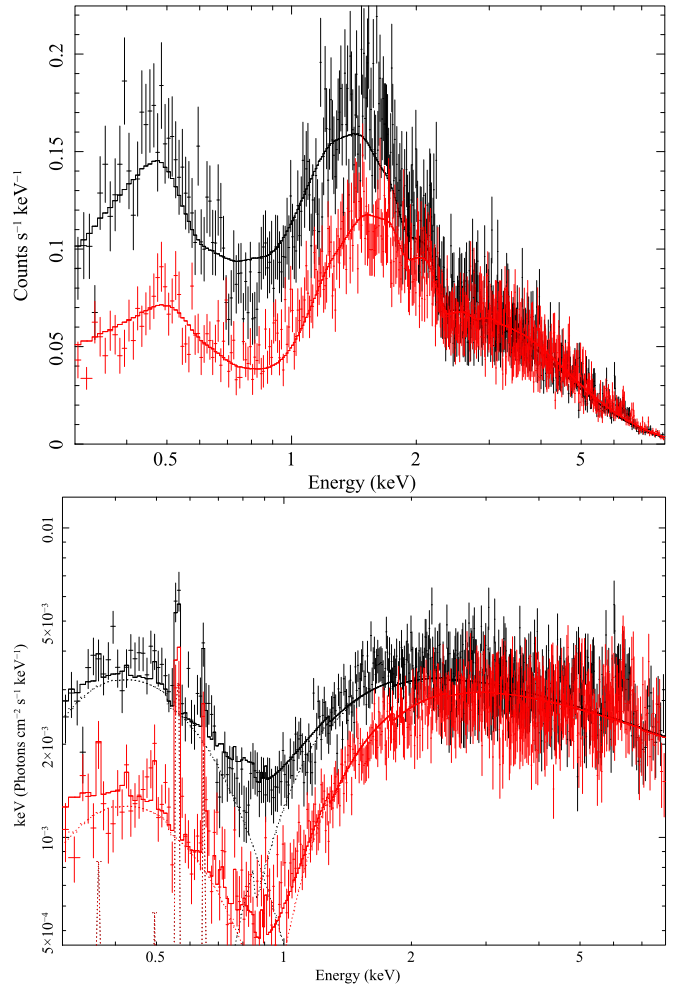 0.2
0.15
0.1
0.05
0
Counts s⁻¹ keV⁻¹
0.5 1 2 5
Energy (keV)
0.01
5×10⁻³
2×10⁻³
10⁻³
5×10⁻⁴
keV (Photons cm⁻² s⁻¹ keV⁻¹)
0.5 1 2 5
Energy (keV)